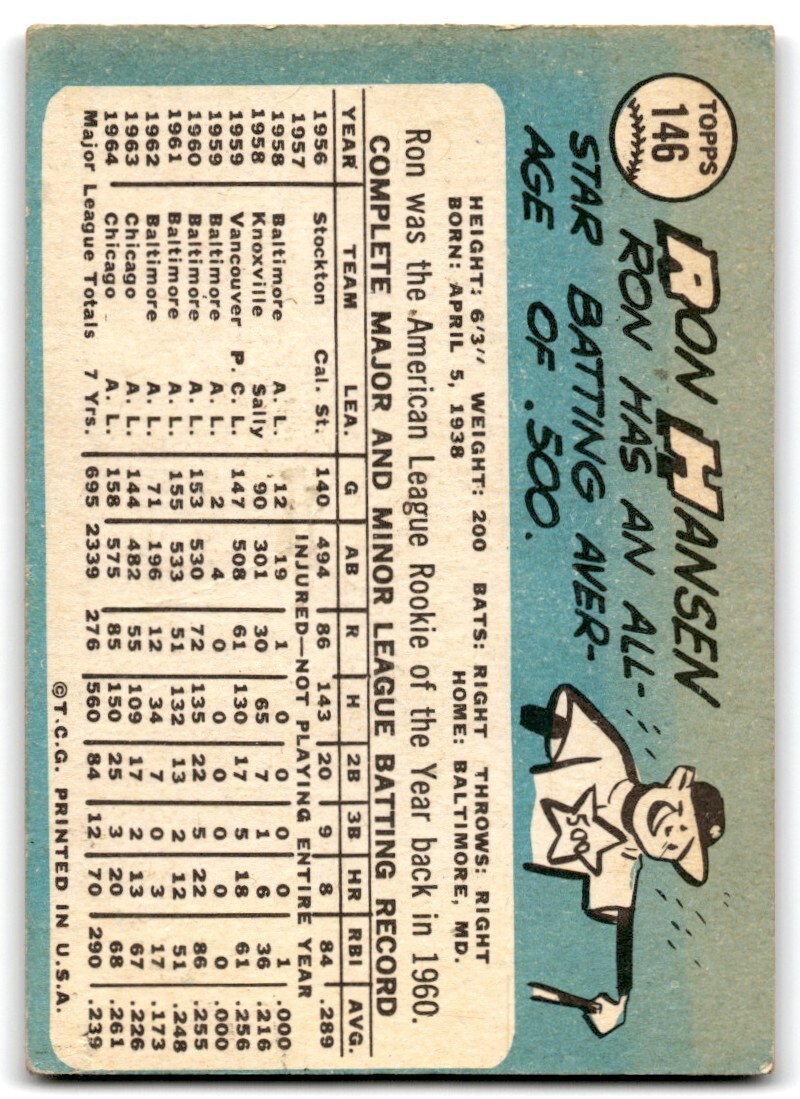 TOPPS
146
RON HANSEN
RON HAS AN ALL-
STAR BATTING AVER-
AGE OF .500.
500
HEIGHT: 6'3" WEIGHT: 200 BATS: RIGHT THROWS: RIGHT
BORN: APRIL 5, 1938 HOME: BALTIMORE, MD.
Ron was the American League Rookie of the Year back in 1960.
COMPLETE MAJOR AND MINOR LEAGUE BATTING RECORD
YEAR TEAM LEA. G AB R H 2B 3B HR RBI AVG.
1956 Stockton Cal. St. 140 494 86 143 20 9 8 84 .289
1957 INJURED—NOT PLAYING ENTIRE YEAR
1958 Baltimore A. L. 12 19 1 0 0 0 0 1 .000
1958 Knoxville Sally 90 301 30 65 7 1 6 36 .216
1959 Vancouver P. C. L. 147 508 61 130 17 5 18 61 .256
1959 Baltimore A. L. 2 4 0 0 0 0 0 0 .000
1960 Baltimore A. L. 153 530 72 135 22 5 22 86 .255
1961 Baltimore A. L. 155 533 51 132 13 2 12 51 .248
1962 Baltimore A. L. 71 196 12 34 7 0 3 17 .173
1963 Chicago A. L. 144 482 55 109 17 2 13 67 .226
1964 Chicago A. L. 158 575 85 150 25 3 20 68 .261
Major League Totals 7 Yrs. 695 2339 276 560 84 12 70 290 .239
©T.C.G. PRINTED IN U.S.A.